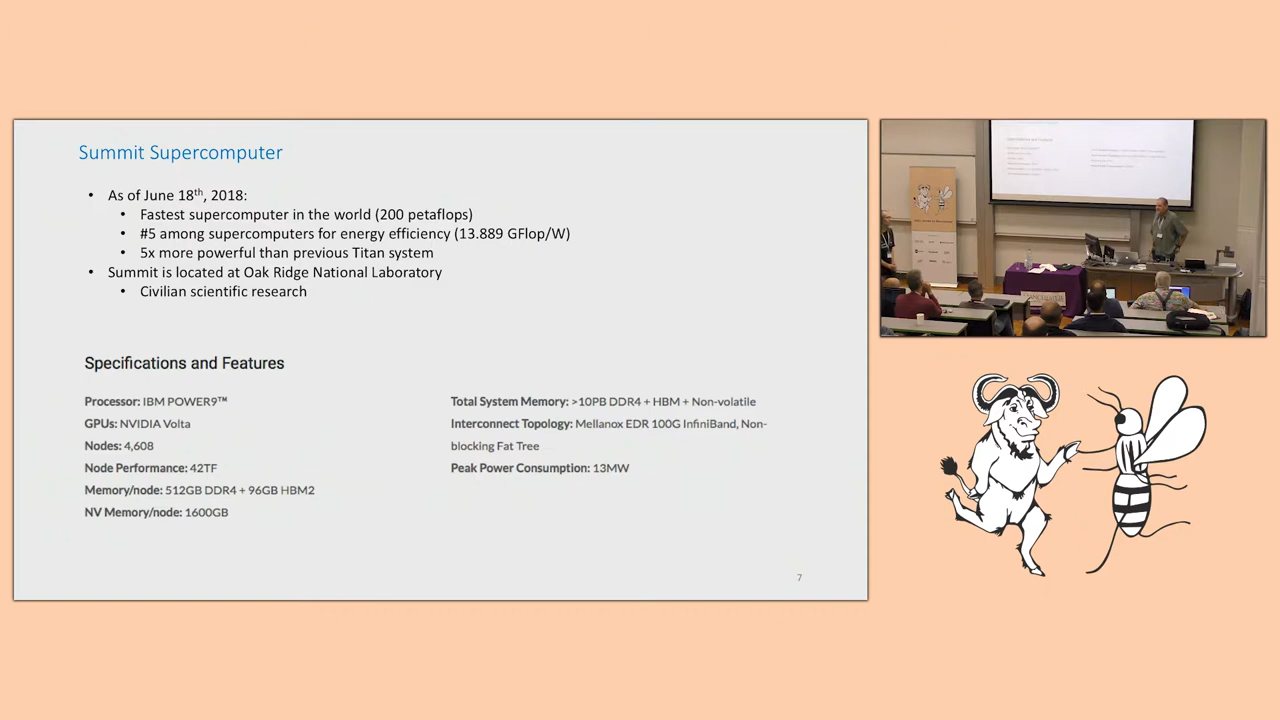 Summit Supercomputer
• As of June 18th, 2018:
• Fastest supercomputer in the world (200 petaflops)
• #5 among supercomputers for energy efficiency (13.889 GFlop/W)
• 5x more powerful than previous Titan system
• Summit is located at Oak Ridge National Laboratory
• Civilian scientific research
Specifications and Features
Processor: IBM POWER9™
GPUs: NVIDIA Volta
Nodes: 4,608
Node Performance: 42TF
Memory/node: 512GB DDR4 + 96GB HBM2
NV Memory/node: 1600GB
Total System Memory: >10PB DDR4 + HBM + Non-volatile
Interconnect Topology: Mellanox EDR 100G InfiniBand, Non-
blocking Fat Tree
Peak Power Consumption: 13MW
7